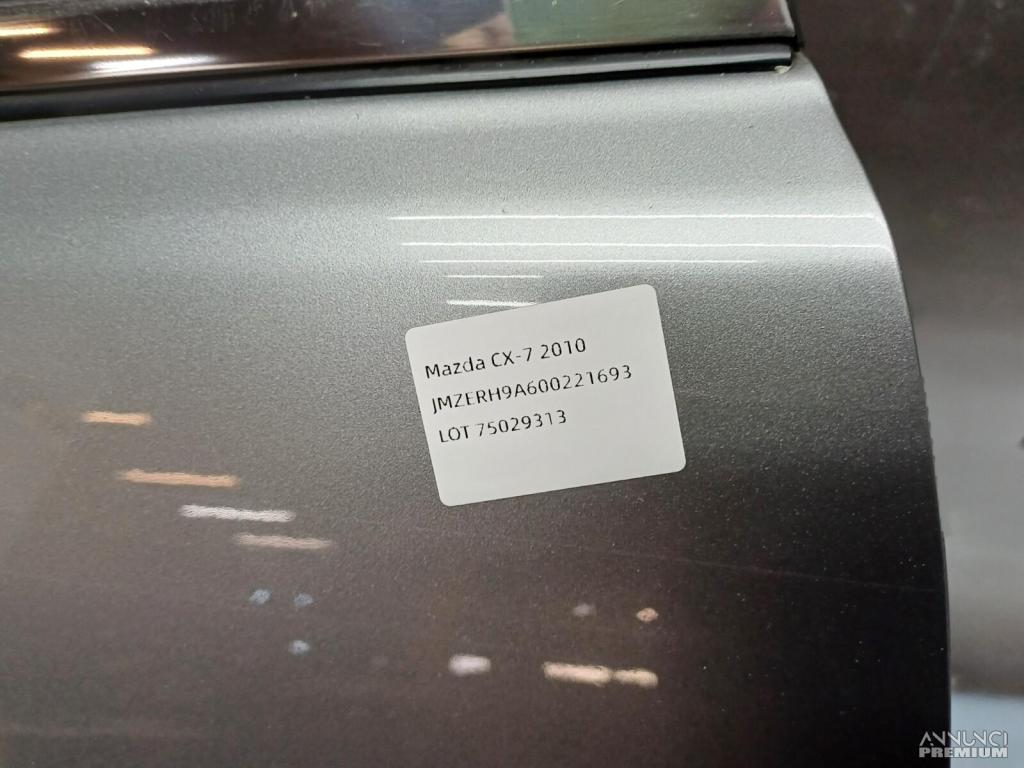 Mazda CX-7 2010
JMZERH9A600221693
LOT 75029313
ANNUNCI
PREMIUM